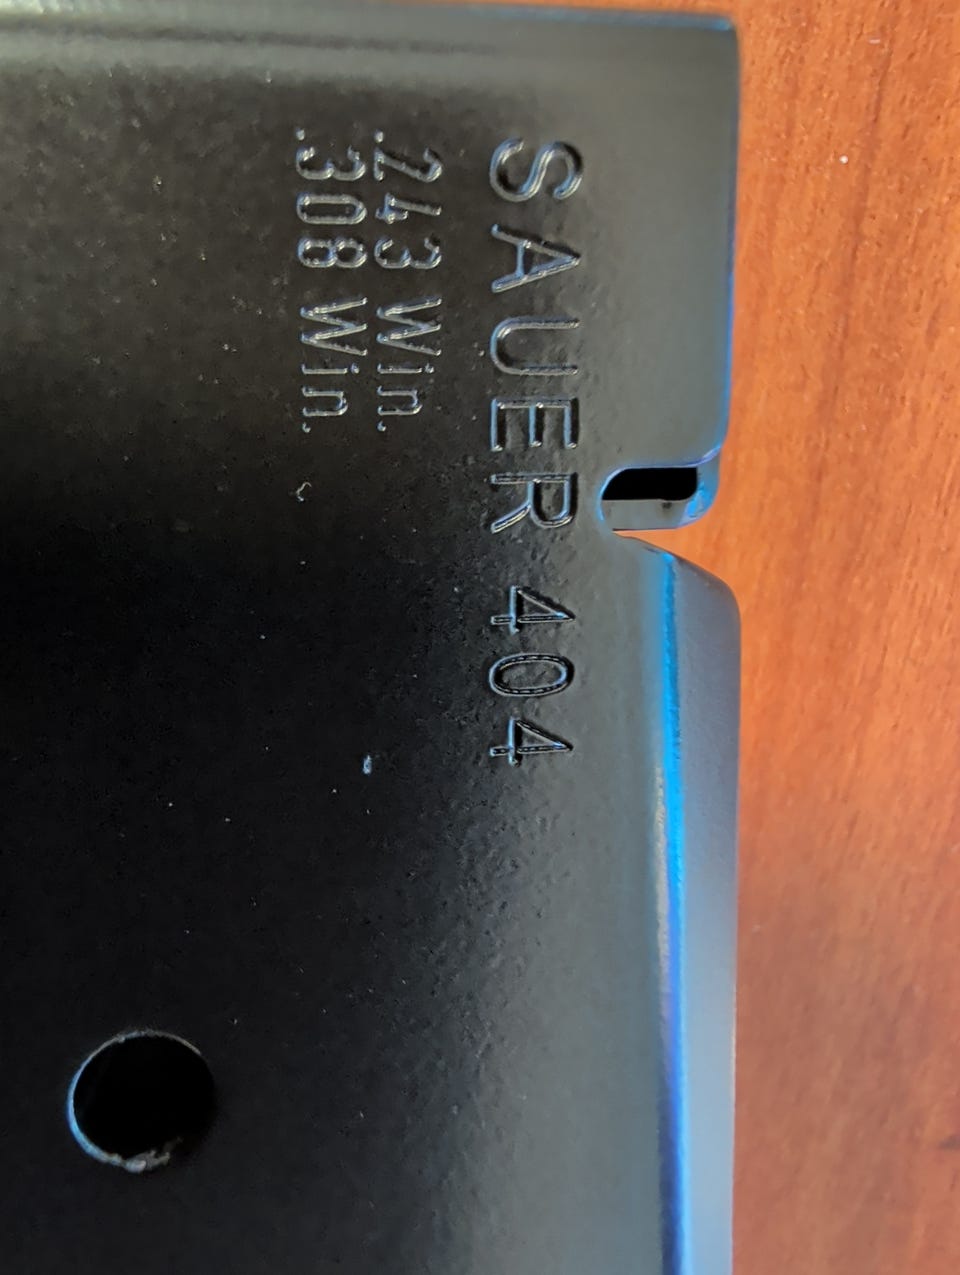 SAUER 404
.243 Win.
.308 Win.